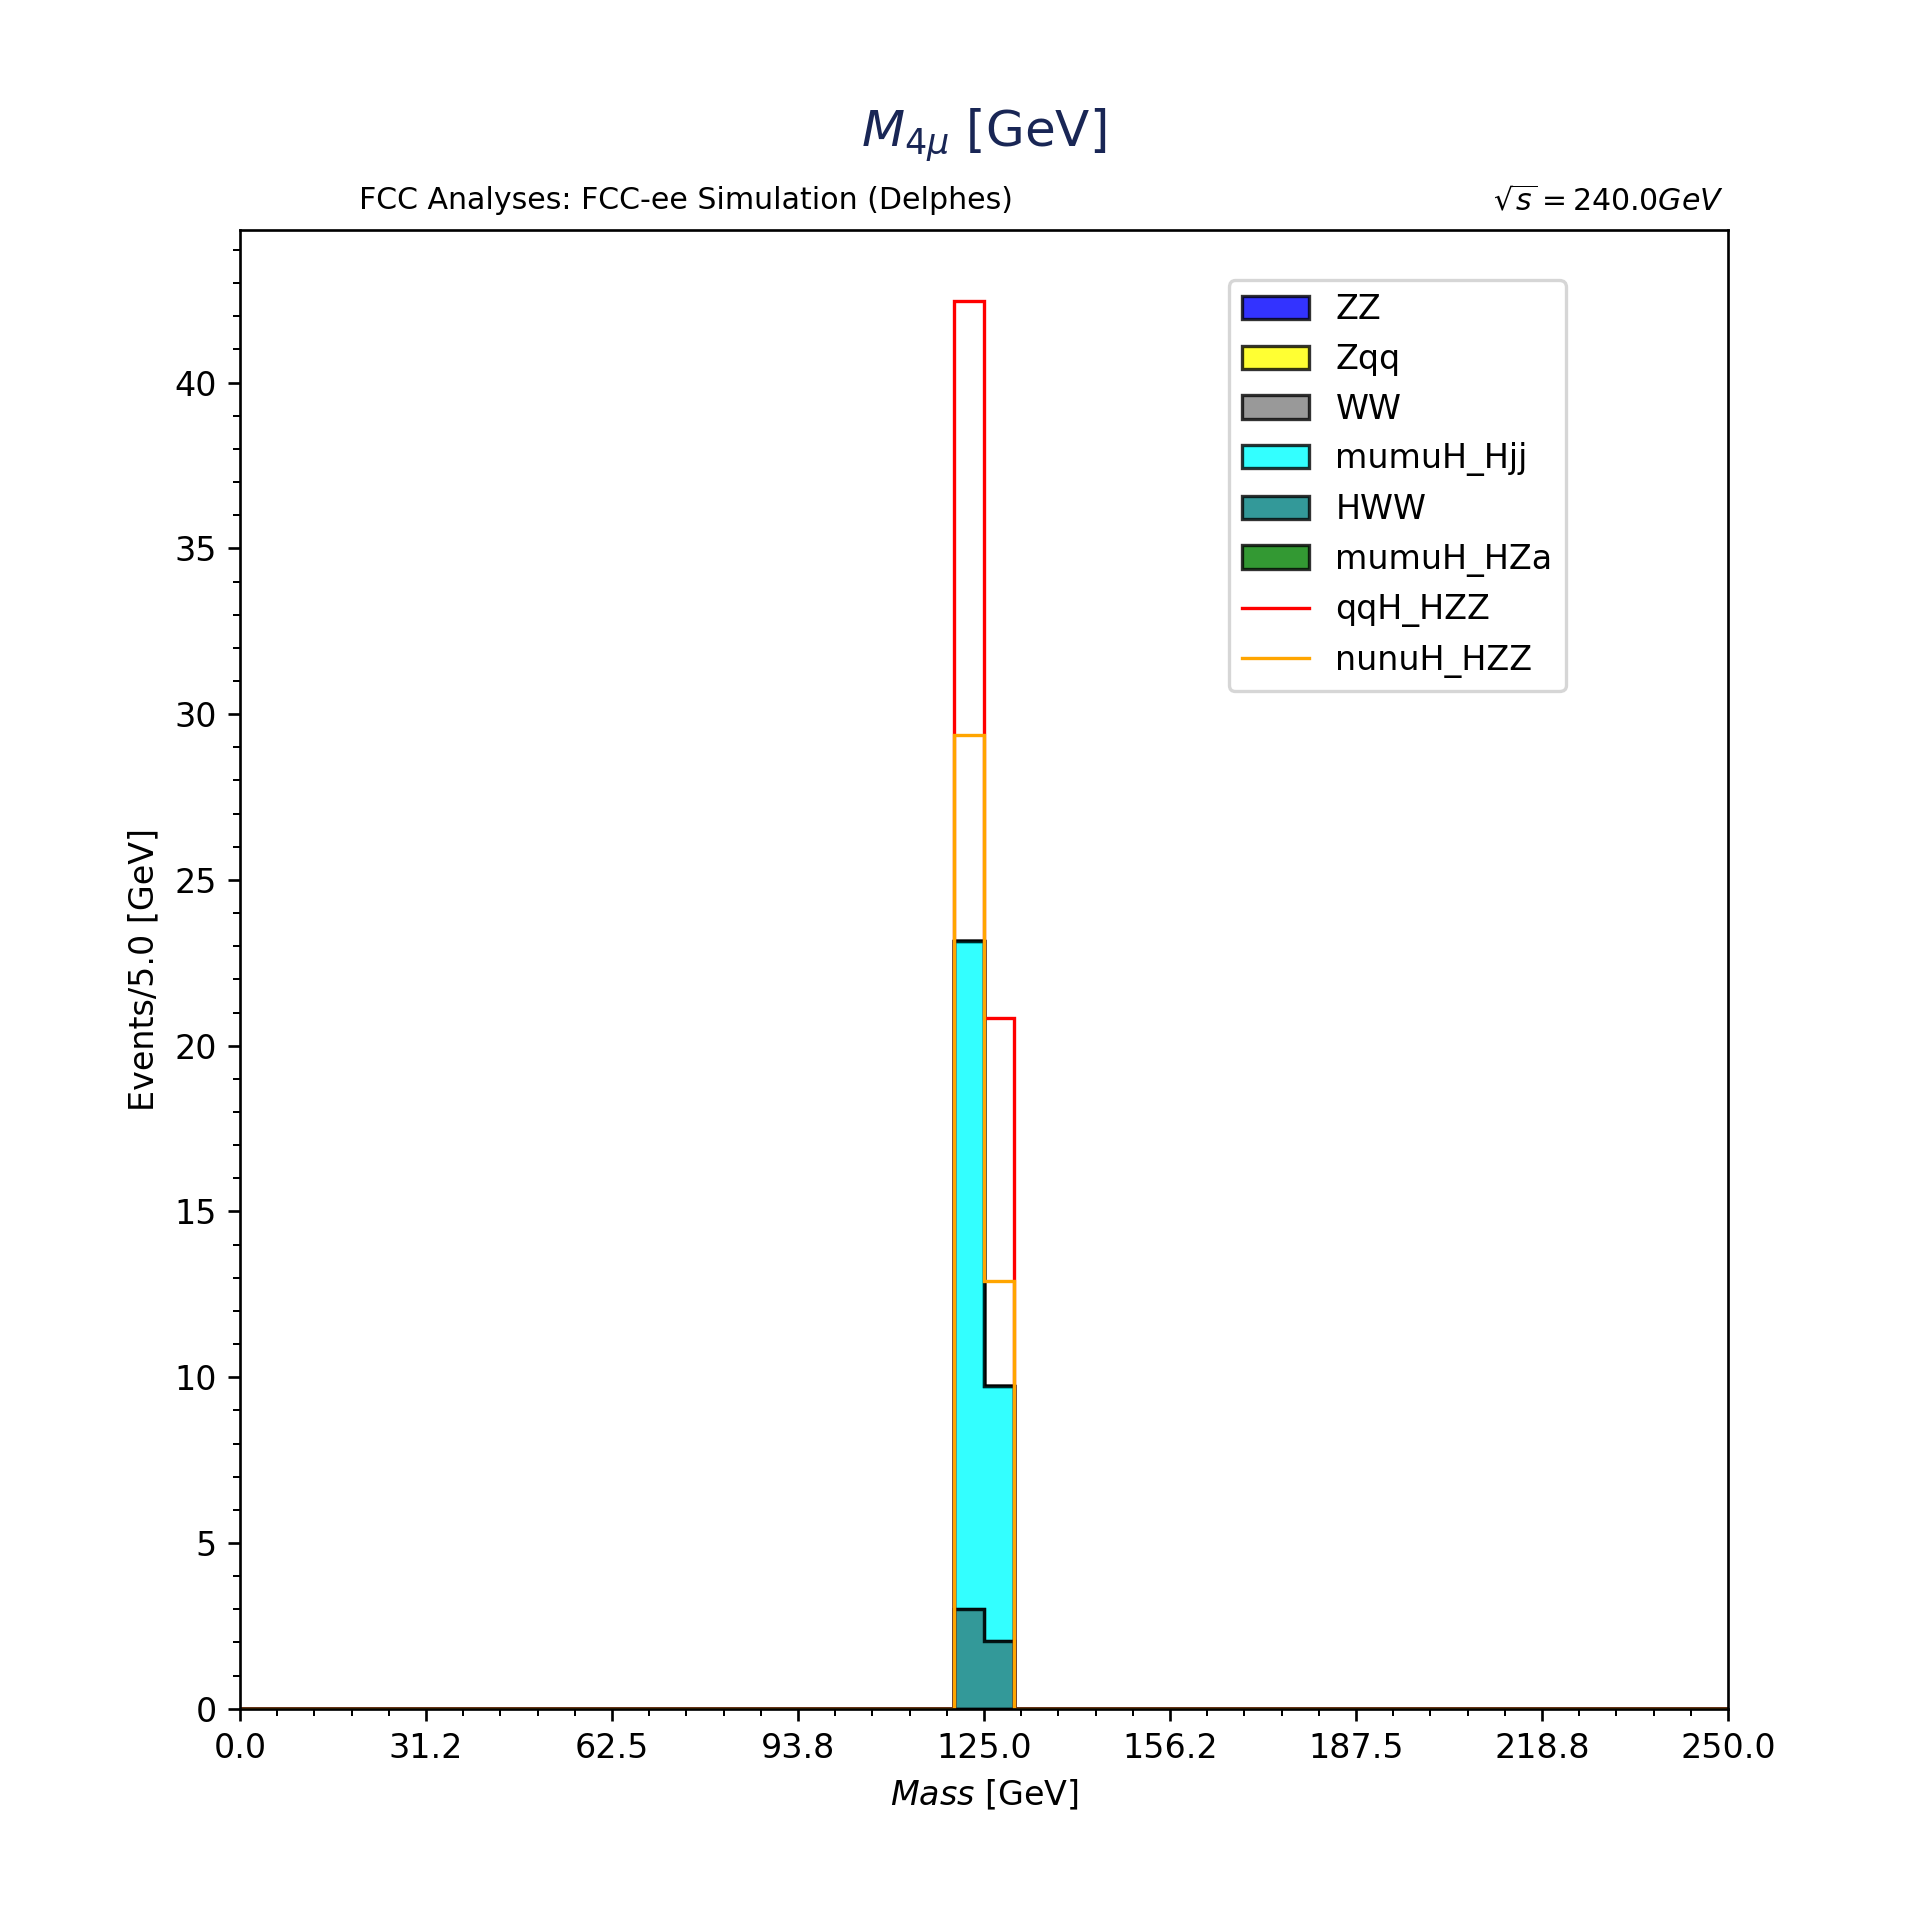 M4μ [GeV]
FCC Analyses: FCC-ee Simulation (Delphes)
√s = 240.0GeV
ZZ
Zqq
WW
mumuH_Hjj
HWW
mumuH_HZa
qqH_HZZ
nunuH_HZZ
Events/5.0 [GeV]
40
35
30
25
20
15
10
5
0
0.0 31.2 62.5 93.8 125.0 156.2 187.5 218.8 250.0
Mass [GeV]